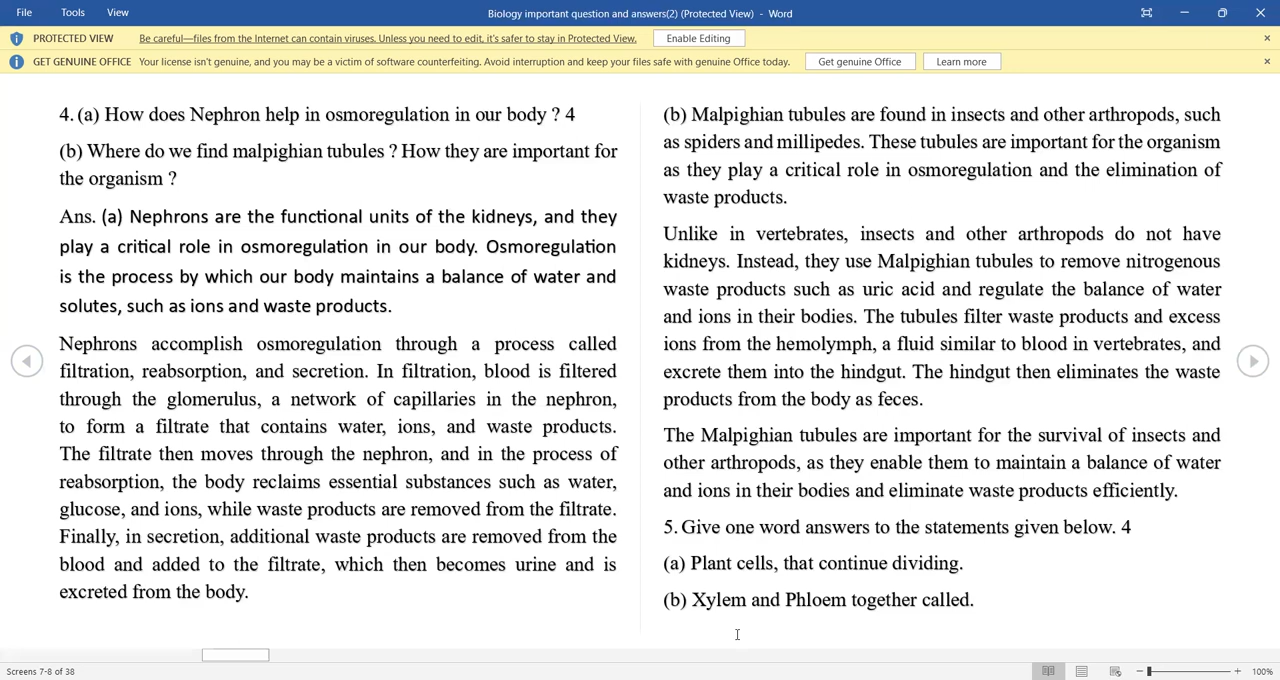 File Tools View Biology important question and answers(2) (Protected View) - Word
PROTECTED VIEW Be careful—files from the Internet can contain viruses. Unless you need to edit, it's safer to stay in Protected View. Enable Editing
GET GENUINE OFFICE Your license isn't genuine, and you may be a victim of software counterfeiting. Avoid interruption and keep your files safe with genuine Office today. Get genuine Office Learn more
4. (a) How does Nephron help in osmoregulation in our body ? 4
(b) Where do we find malpighian tubules ? How they are important for
the organism ?
Ans. (a) Nephrons are the functional units of the kidneys, and they
play a critical role in osmoregulation in our body. Osmoregulation
is the process by which our body maintains a balance of water and
solutes, such as ions and waste products.
Nephrons accomplish osmoregulation through a process called
filtration, reabsorption, and secretion. In filtration, blood is filtered
through the glomerulus, a network of capillaries in the nephron,
to form a filtrate that contains water, ions, and waste products.
The filtrate then moves through the nephron, and in the process of
reabsorption, the body reclaims essential substances such as water,
glucose, and ions, while waste products are removed from the filtrate.
Finally, in secretion, additional waste products are removed from the
blood and added to the filtrate, which then becomes urine and is
excreted from the body.
(b) Malpighian tubules are found in insects and other arthropods, such
as spiders and millipedes. These tubules are important for the organism
as they play a critical role in osmoregulation and the elimination of
waste products.
Unlike in vertebrates, insects and other arthropods do not have
kidneys. Instead, they use Malpighian tubules to remove nitrogenous
waste products such as uric acid and regulate the balance of water
and ions in their bodies. The tubules filter waste products and excess
ions from the hemolymph, a fluid similar to blood in vertebrates, and
excrete them into the hindgut. The hindgut then eliminates the waste
products from the body as feces.
The Malpighian tubules are important for the survival of insects and
other arthropods, as they enable them to maintain a balance of water
and ions in their bodies and eliminate waste products efficiently.
5. Give one word answers to the statements given below. 4
(a) Plant cells, that continue dividing.
(b) Xylem and Phloem together called.
Screens 7-8 of 38 100%